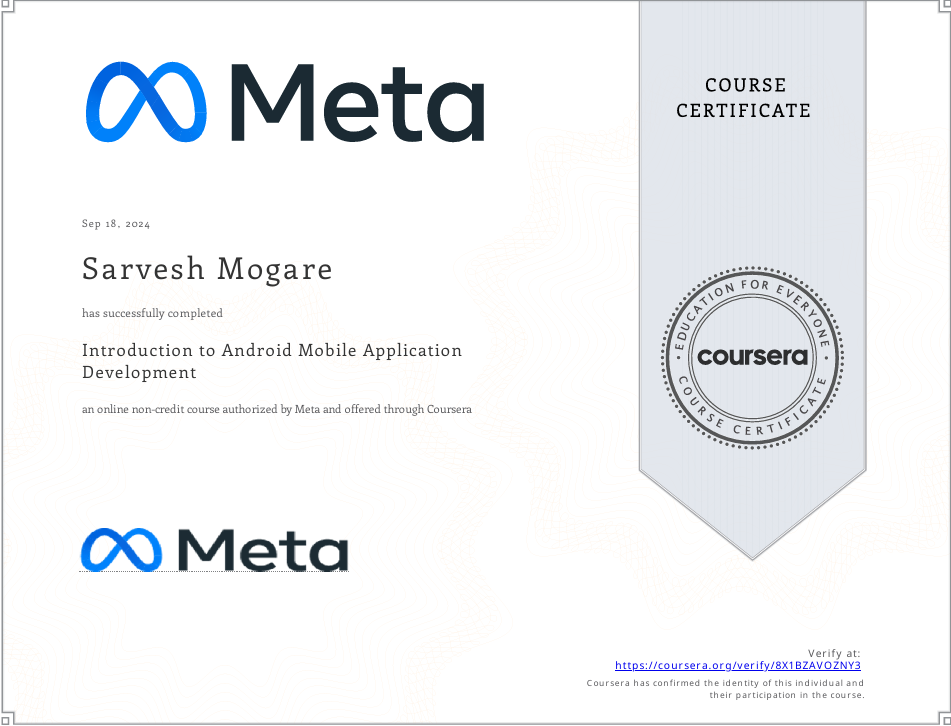 Meta
COURSE
CERTIFICATE
Sep 18, 2024
Sarvesh Mogare
has successfully completed
Introduction to Android Mobile Application
Development
an online non-credit course authorized by Meta and offered through Coursera
EDUCATION FOR EVERYONE
coursera
COURSE CERTIFICATE
Meta
Verify at:
https://coursera.org/verify/8X1BZAVOZNY3
Coursera has confirmed the identity of this individual and
their participation in the course.